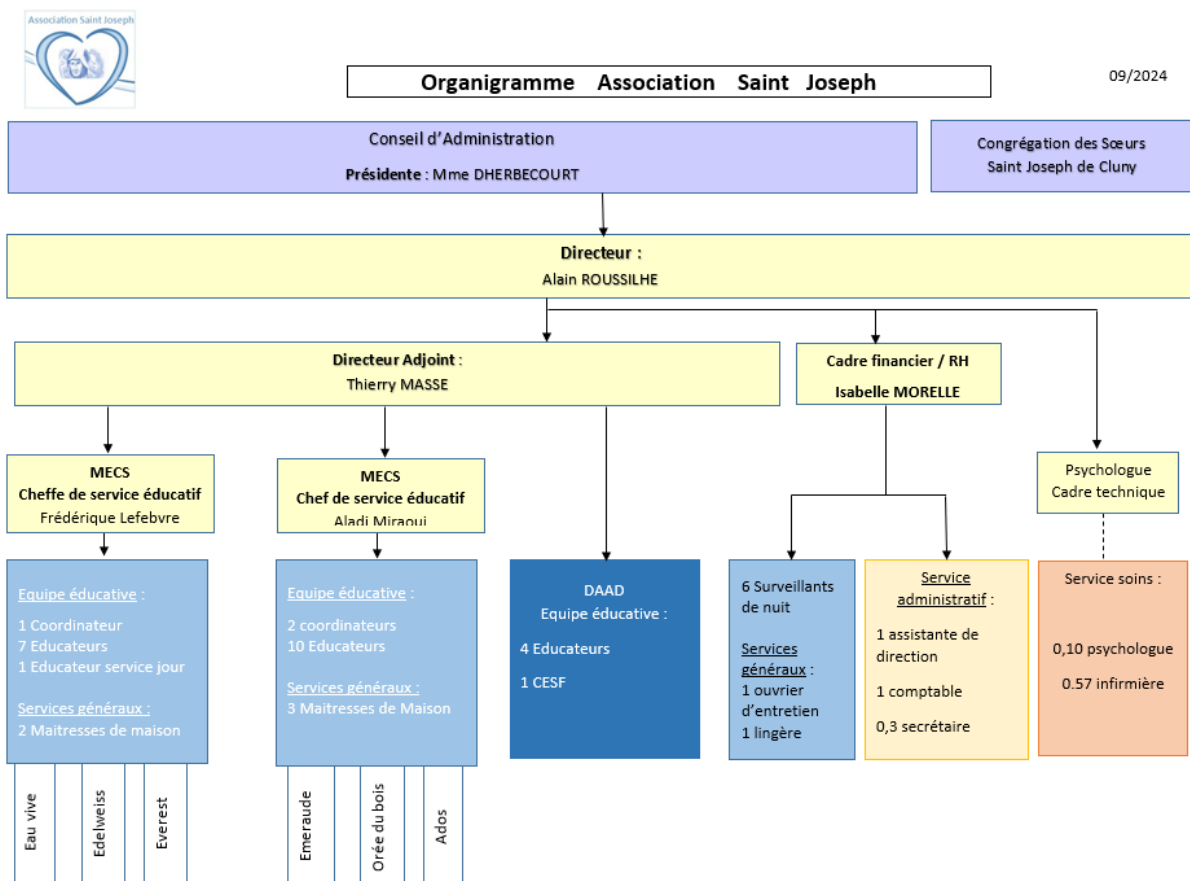 Association Saint Joseph
Organigramme Association Saint Joseph
09/2024
Conseil d'Administration
Présidente : Mme DHERBECOURT
Congrégation des Sœurs
Saint Joseph de Cluny
Directeur :
Alain ROUSSILHE
Directeur Adjoint :
Thierry MASSE
Cadre financier / RH
Isabelle MORELLE
MECS
Cheffe de service éducatif
Frédérique Lefebvre
MECS
Chef de service éducatif
Aladi Miraoui
Psychologue
Cadre technique
Equipe éducative :
1 Coordinateur
7 Educateurs
1 Educateur service jour
Services généraux :
2 Maitresses de maison
Equipe éducative :
2 coordinateurs
10 Educateurs
Services généraux :
3 Maitresses de Maison
DAAD
Equipe éducative :
4 Educateurs
1 CESF
6 Surveillants
de nuit
Services
généraux :
1 ouvrier
d'entretien
1 lingère
Service
administratif :
1 assistante de
direction
1 comptable
0,3 secrétaire
Service soins :
0,10 psychologue
0.57 infirmière
Eau vive
Edelweiss
Everest
Emeraude
Orée du bois
Ados